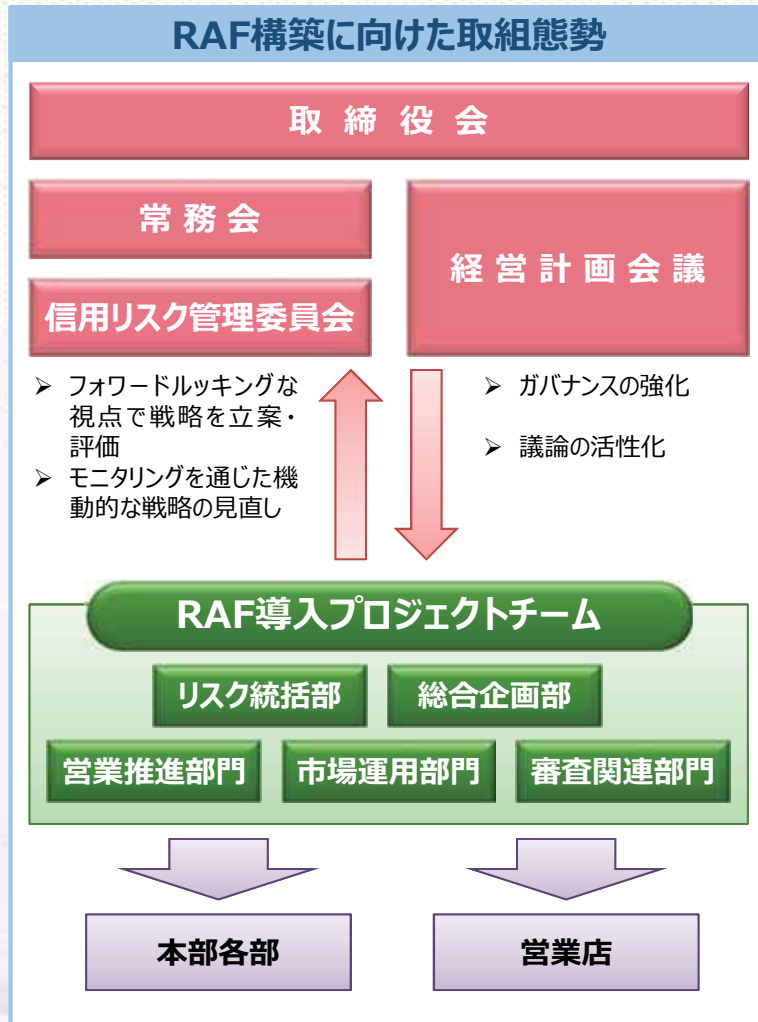 RAF構築に向けた取組態勢
取締役会
常務会
経営計画会議
信用リスク管理委員会
➢ フォワードルッキングな
視点で戦略を立案・
評価
➢ モニタリングを通じた機
動的な戦略の見直し
➢ ガバナンスの強化
➢ 議論の活性化
RAF導入プロジェクトチーム
リスク統括部
総合企画部
営業推進部門
市場運用部門
審査関連部門
本部各部
営業店